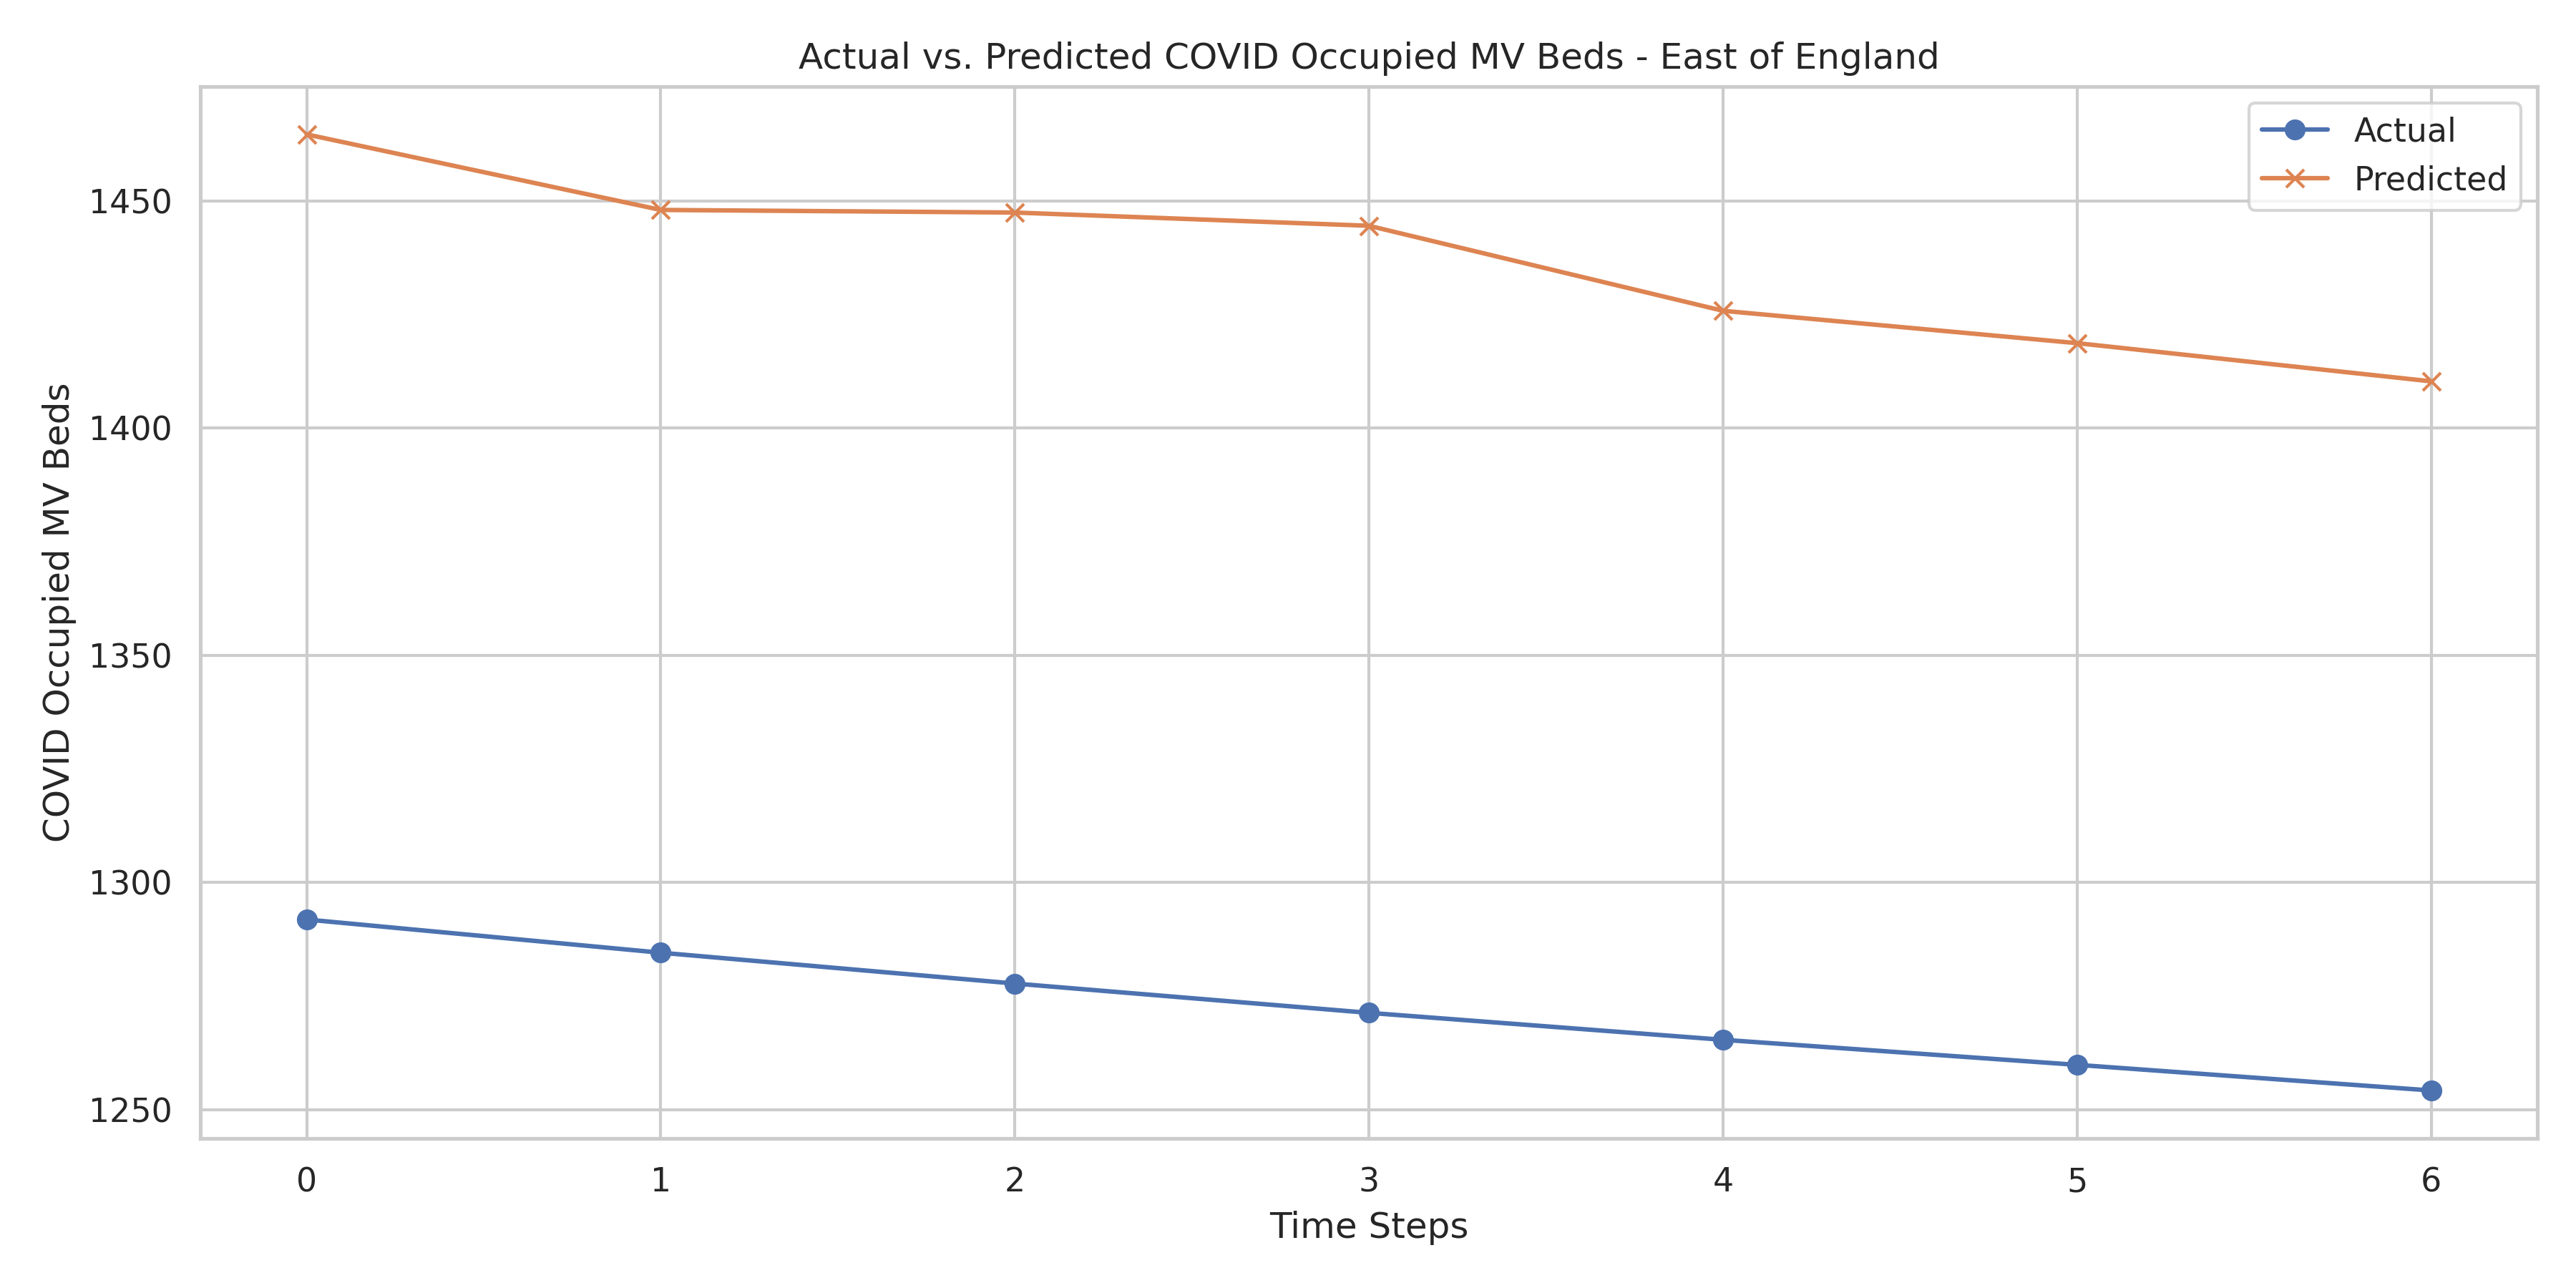 Actual vs. Predicted COVID Occupied MV Beds - East of England
Actual
Predicted
COVID Occupied MV Beds
1450
1400
1350
1300
1250
0 1 2 3 4 5 6
Time Steps